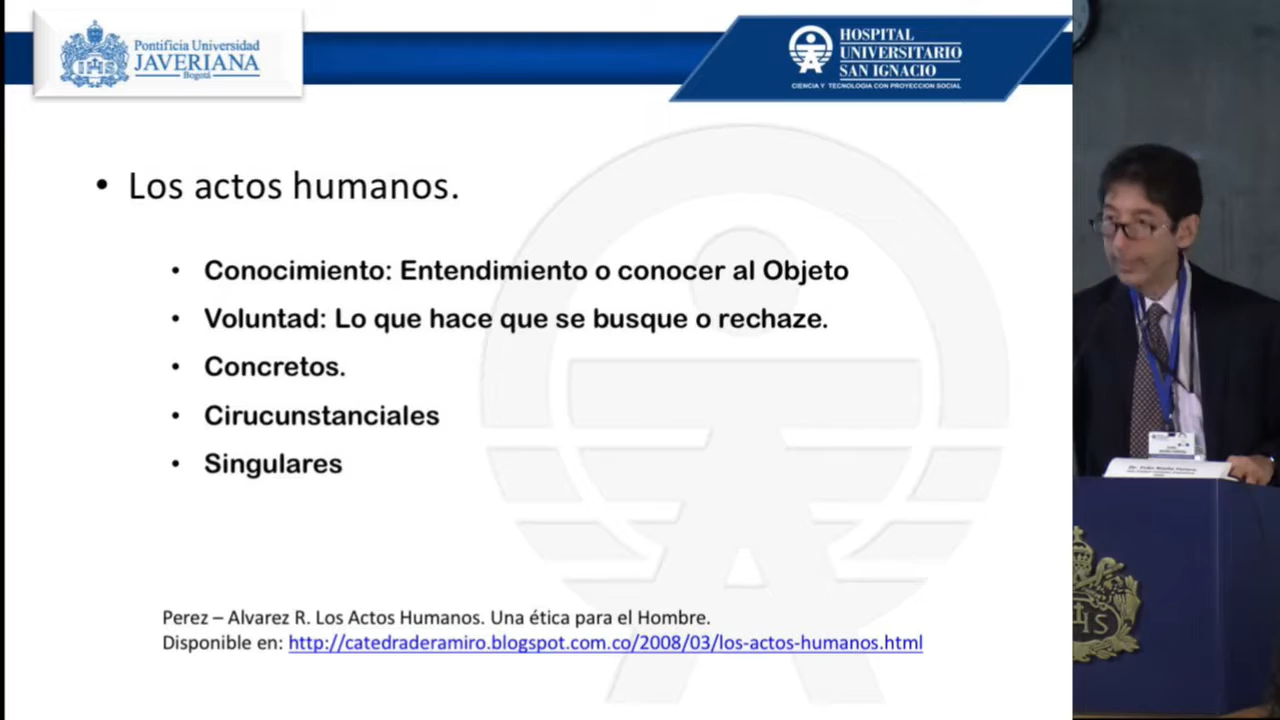 Pontificia Universidad
JAVERIANA
Bogotá
HOSPITAL
UNIVERSITARIO
SAN IGNACIO
CIENCIA Y TECNOLOGIA CON PROYECCION SOCIAL
• Los actos humanos.
• Conocimiento: Entendimiento o conocer al Objeto
• Voluntad: Lo que hace que se busque o rechaze.
• Concretos.
• Cirucunstanciales
• Singulares
Perez – Alvarez R. Los Actos Humanos. Una ética para el Hombre.
Disponible en: http://catedraderamiro.blogspot.com.co/2008/03/los-actos-humanos.html
IHS